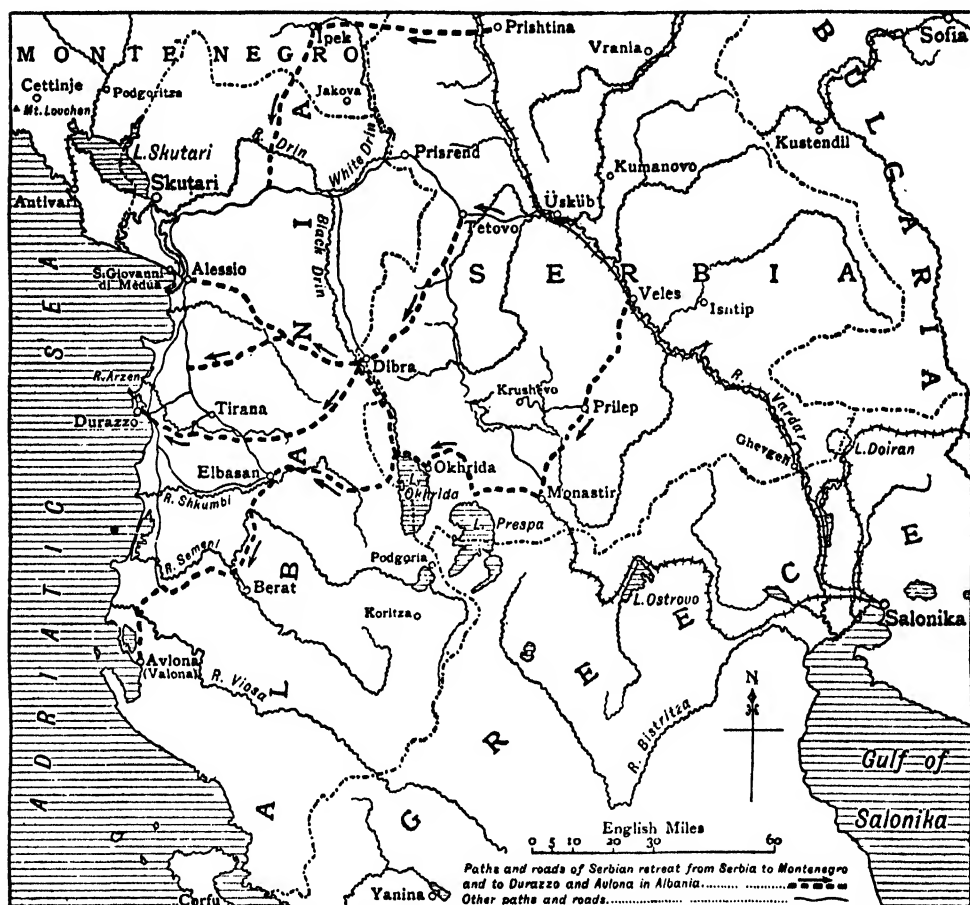 MONTENEGRO
Ipek
Prishtina
Vrania
Sofia
BULGARIA
Cettinje
Podgoritza
Mt. Lovchen
Jakova
R. Drin
White Drin
Prisrend
Kumanovo
Kustendil
L. Skutari
Skutari
Antivari
Üsküb
Tetovo
Black Drin
S. Giovanni
di Medua
Alessio
SERBIA
Veles
Ishtip
ALBANIA
Dibra
R. Arzen
Durazzo
Tirana
Krushevo
Prilep
R. Vardar
Ghevgeli
L. Doiran
Elbasan
Okhrida
L. Okhrida
R. Shkumbi
Monastir
L. Prespa
R. Semeni
Podgoria
Berat
Koritza
L. Ostrovo
Salonika
Avlona
(Valona)
R. Viosa
GREECE
R. Bistritza
N
ADRIATIC SEA
Gulf of
Salonika
English Miles
0 5 10 20 30 60
Paths and roads of Serbian retreat from Serbia to Montenegro
and to Durazzo and Avlona in Albania
Other paths and roads
Yanina
Corfu